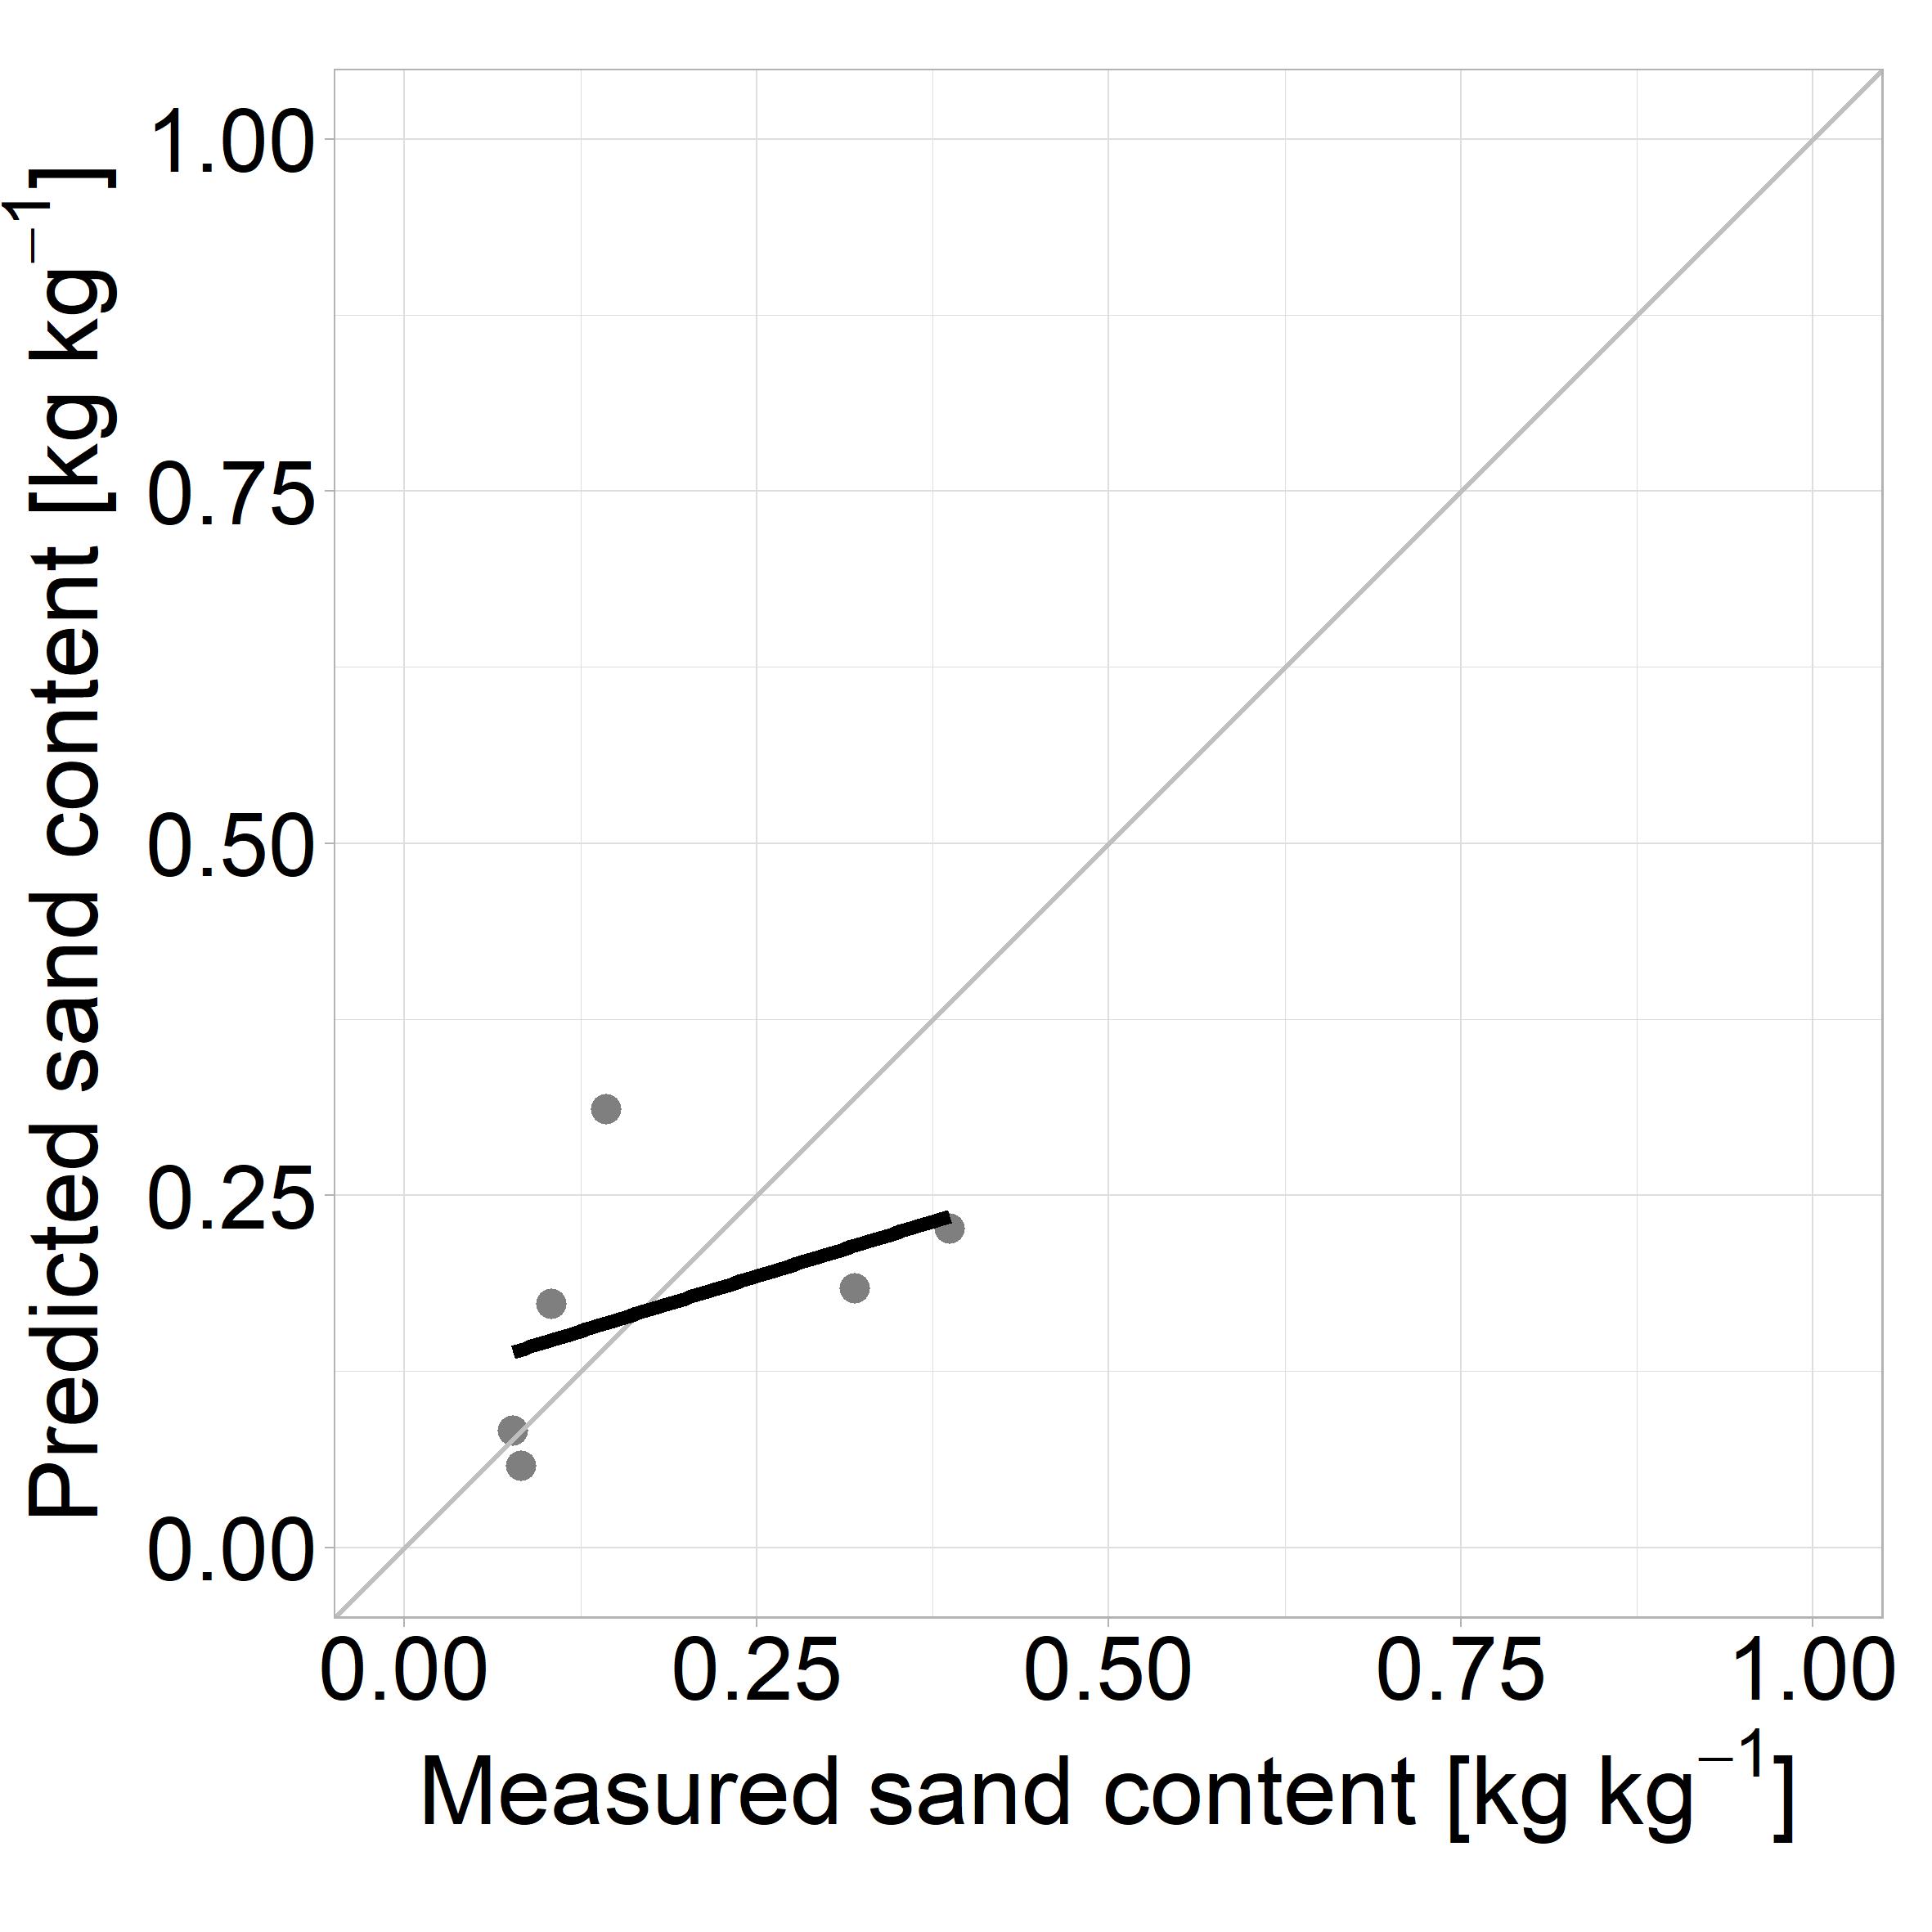 Predicted sand content [kg kg⁻¹]
1.00
0.75
0.50
0.25
0.00
0.00 0.25 0.50 0.75 1.00
Measured sand content [kg kg⁻¹]